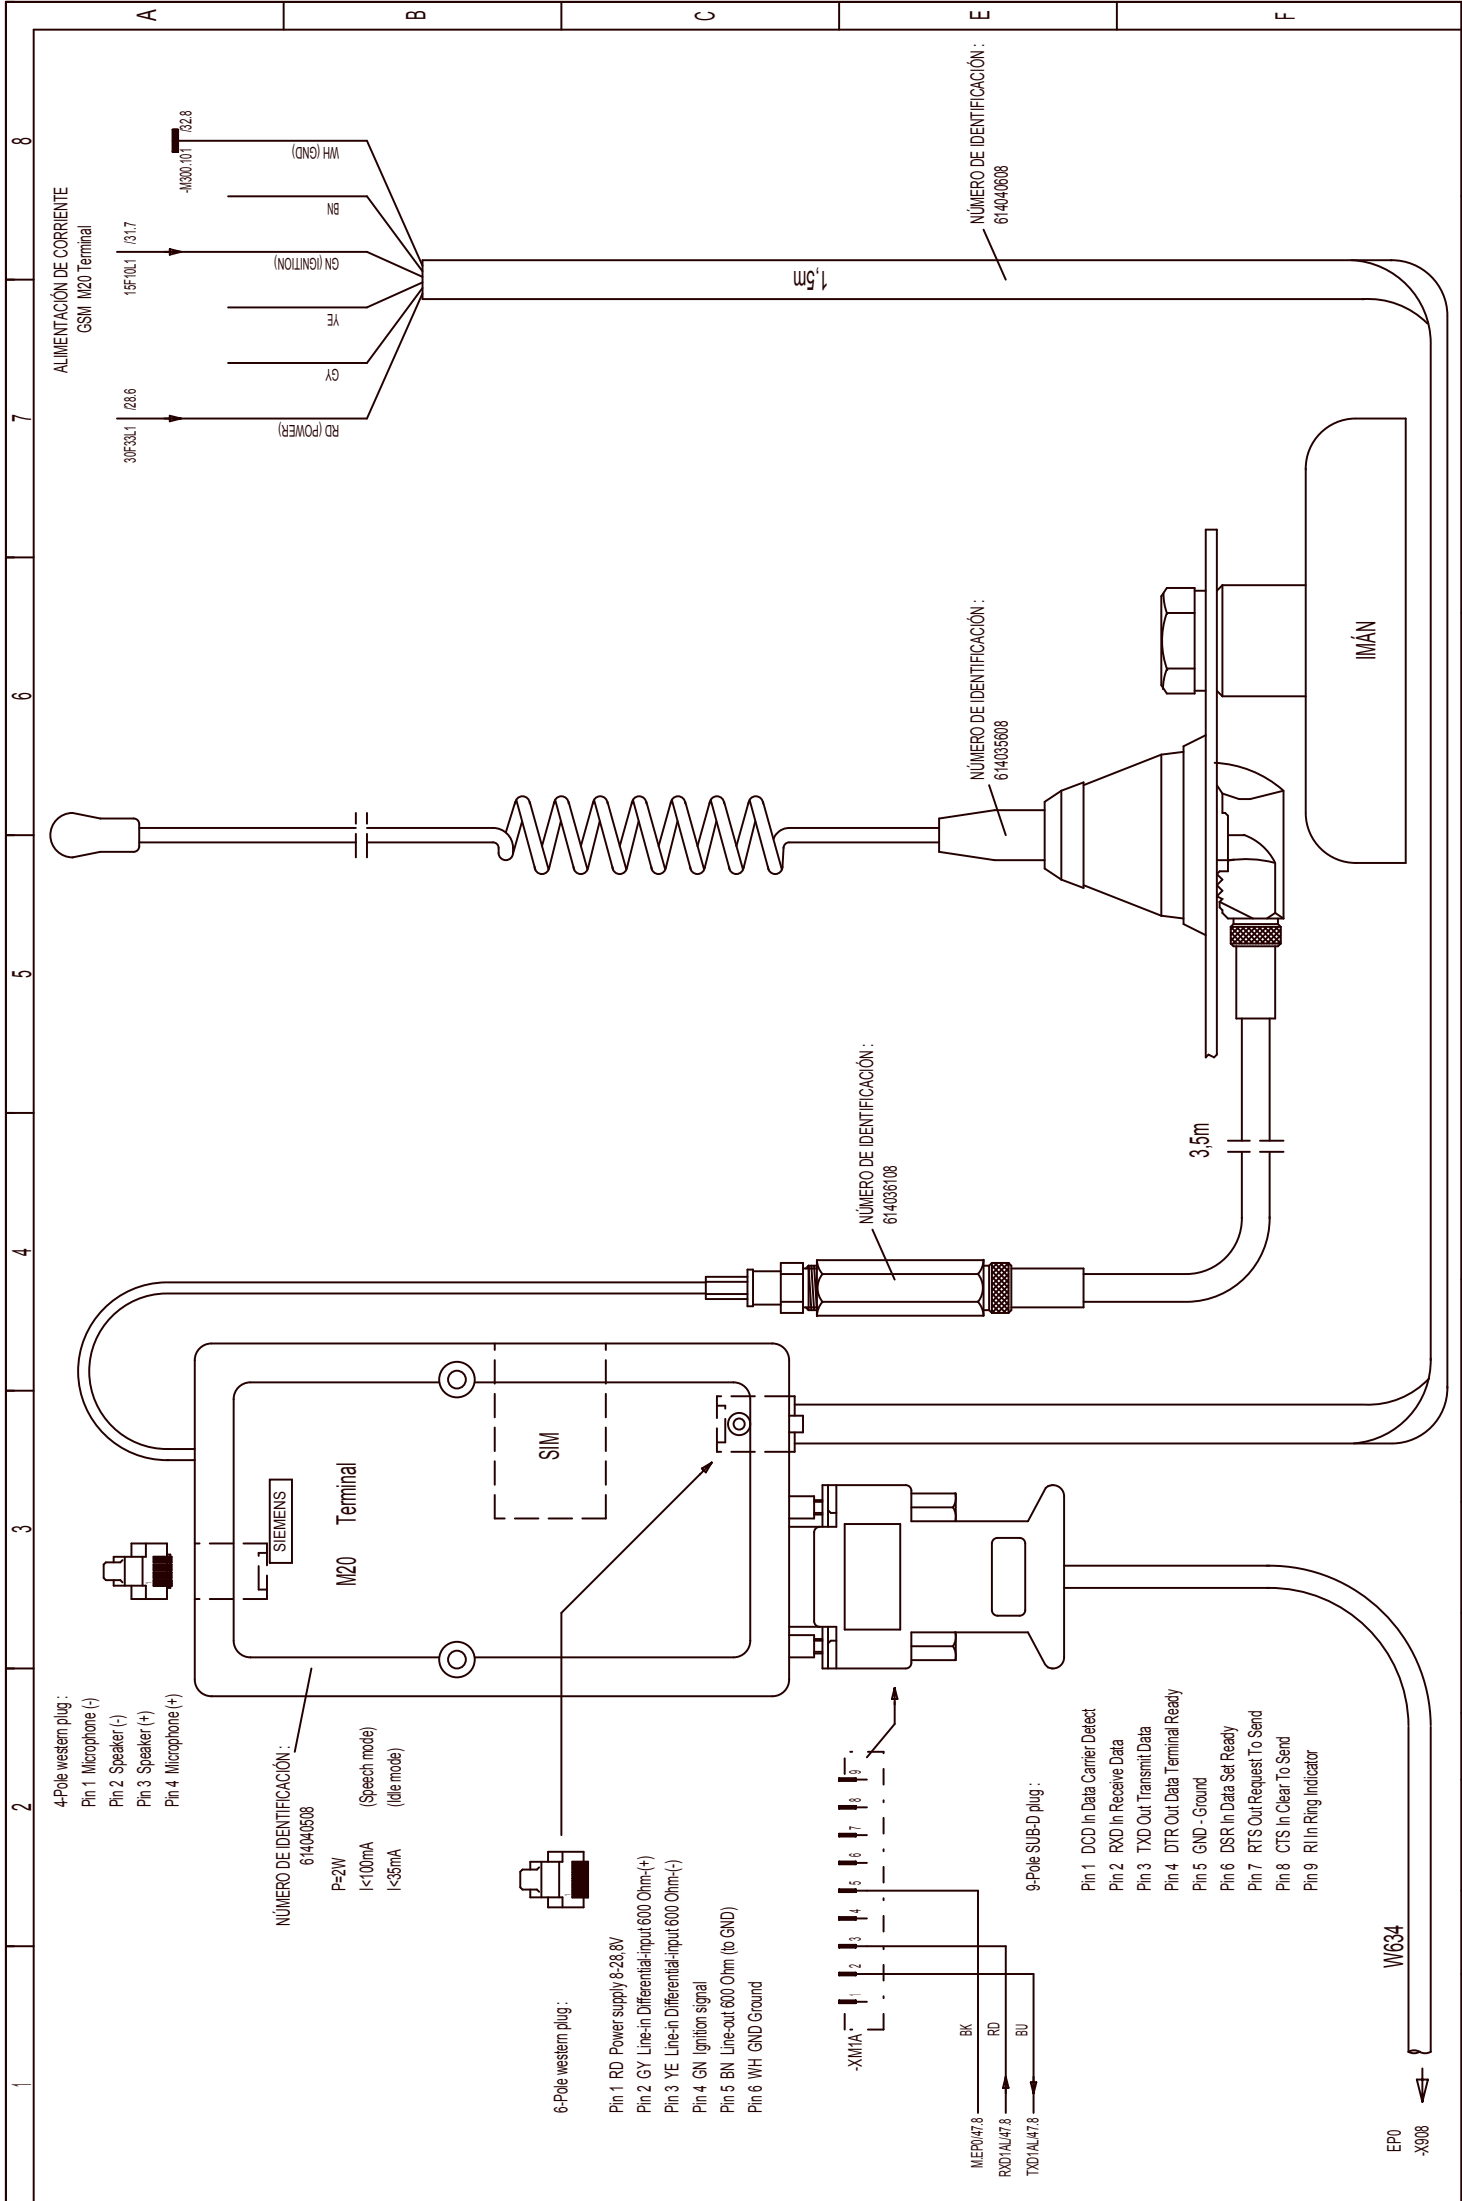 1
2
3
4
5
6
7
8
A
B
C
E
F
4-Pole western plug :
Pin 1 Microphone (-)
Pin 2 Speaker (-)
Pin 3 Speaker (+)
Pin 4 Microphone (+)
NÚMERO DE IDENTIFICACIÓN :
614040508
P=2W
I<100mA (Speech mode)
I<35mA (Idle mode)
6-Pole western plug :
Pin 1 RD Power supply 8-28,8V
Pin 2 GY Line-in Differential-input 600 Ohm-(+)
Pin 3 YE Line-in Differential-input 600 Ohm-(-)
Pin 4 GN Ignition signal
Pin 5 BN Line-out 600 Ohm (to GND)
Pin 6 WH GND Ground
-XM1A
1
2
3
4
5
6
7
8
9
BK
RD
BU
M.EP0/47.8
RXD1AL/47.8
TXD1AL/47.8
9-Pole SUB-D plug :
Pin 1 DCD In Data Carrier Detect
Pin 2 RXD In Receive Data
Pin 3 TXD Out Transmit Data
Pin 4 DTR Out Data Terminal Ready
Pin 5 GND - Ground
Pin 6 DSR In Data Set Ready
Pin 7 RTS Out Request To Send
Pin 8 CTS In Clear To Send
Pin 9 RI In Ring Indicator
W634
EP0
-X908
SIEMENS
M20 Terminal
SIM
NÚMERO DE IDENTIFICACIÓN :
614036108
3,5m
NÚMERO DE IDENTIFICACIÓN :
614035608
IMÁN
ALIMENTACIÓN DE CORRIENTE
GSM M20 Terminal
30F33L1 /28.6
15F10L1 /31.7
-M300.101 /32.8
RD (POWER)
GY
YE
GN (IGNITION)
BN
WH (GND)
1,5m
NÚMERO DE IDENTIFICACIÓN :
614040608